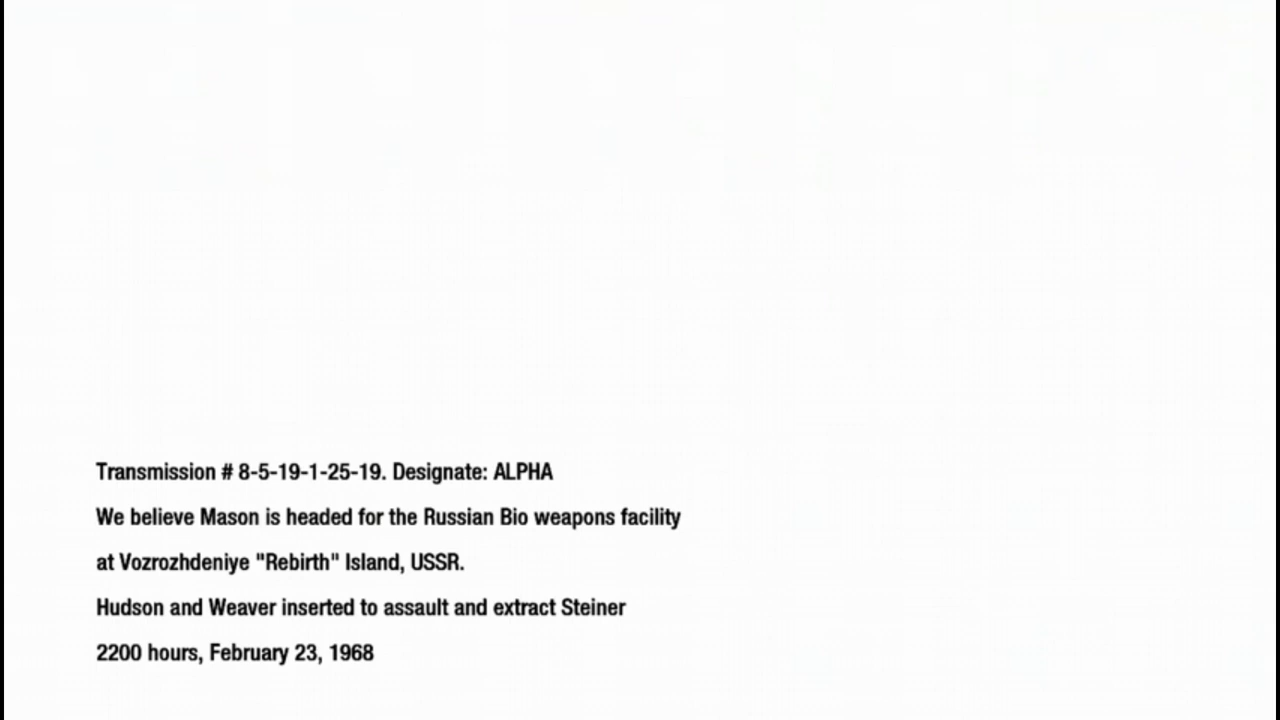 Transmission # 8-5-19-1-25-19. Designate: ALPHA
We believe Mason is headed for the Russian Bio weapons facility
at Vozrozhdeniye "Rebirth" Island, USSR.
Hudson and Weaver inserted to assault and extract Steiner
2200 hours, February 23, 1968